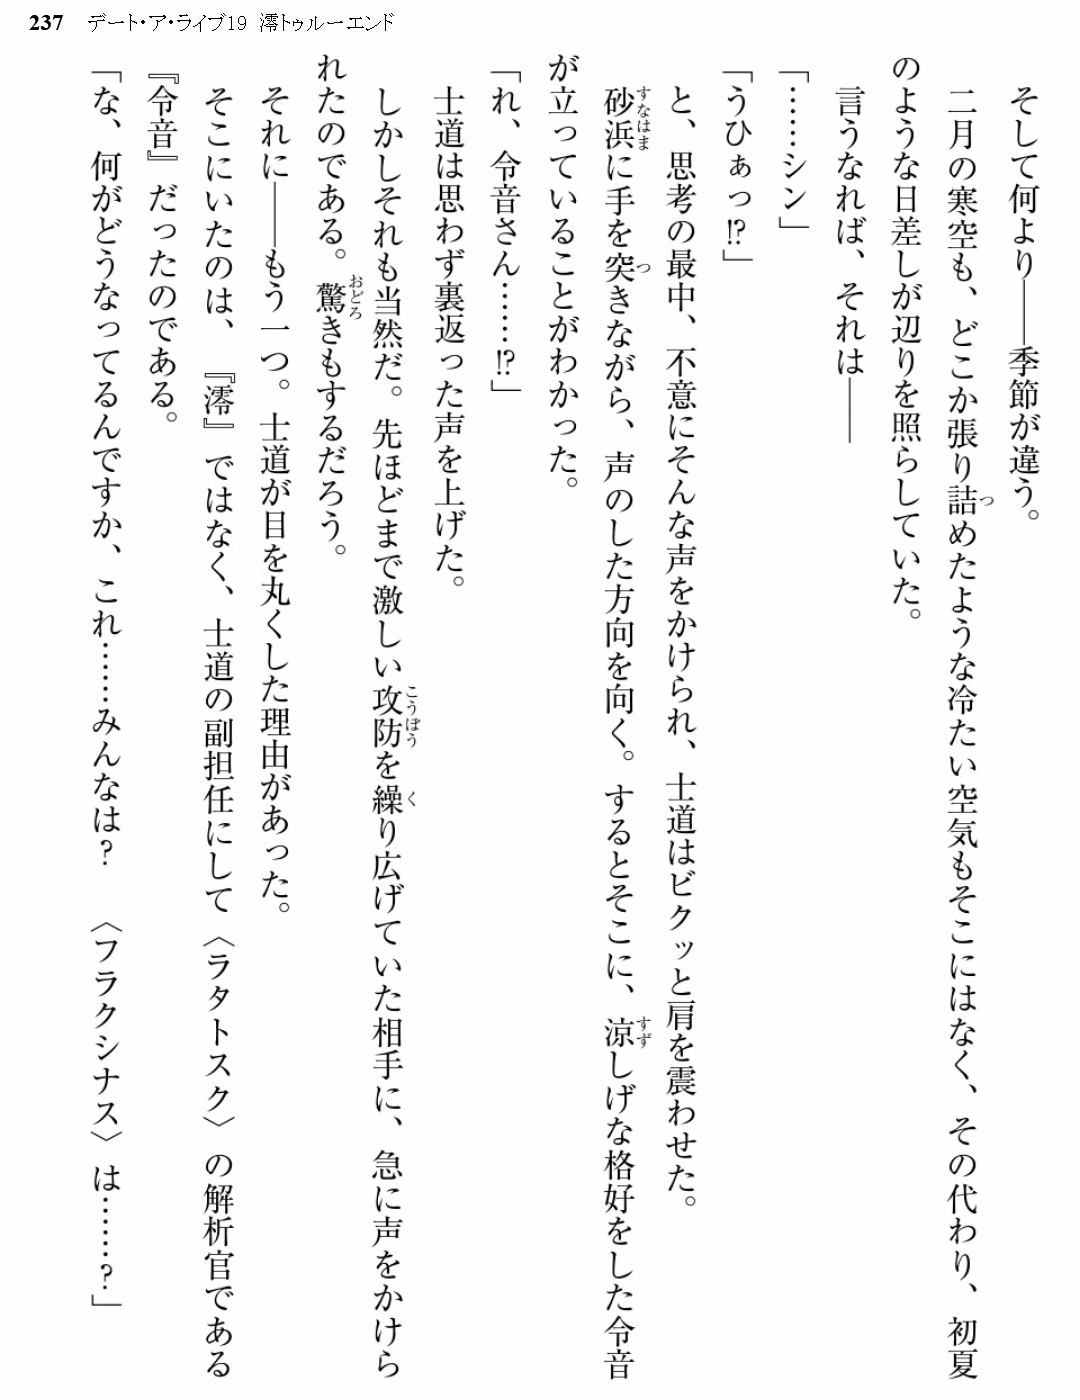 237 デート・ア・ライブ19 澪トゥルーエンド
そして何より――季節が違う。
二月の寒空も、どこか張り詰めたような冷たい空気もそこにはなく、その代わり、初夏
のような日差しが辺りを照らしていた。
言うなれば、それは――
「……シン」
「うひぁっ!?」
と、思考の最中、不意にそんな声をかけられ、士道はビクッと肩を震わせた。
砂浜に手を突きながら、声のした方向を向く。するとそこに、涼しげな格好をした令音
が立っていることがわかった。
「れ、令音さん……!?」
士道は思わず裏返った声を上げた。
しかしそれも当然だ。先ほどまで激しい攻防を繰り広げていた相手に、急に声をかけら
れたのである。驚きもするだろう。
それに――もう一つ。士道が目を丸くした理由があった。
そこにいたのは、『澪』ではなく、士道の副担任にして〈ラタトスク〉の解析官である
『令音』だったのである。
「な、何がどうなってるんですか、これ……みんなは？　〈フラクシナス〉は……？」